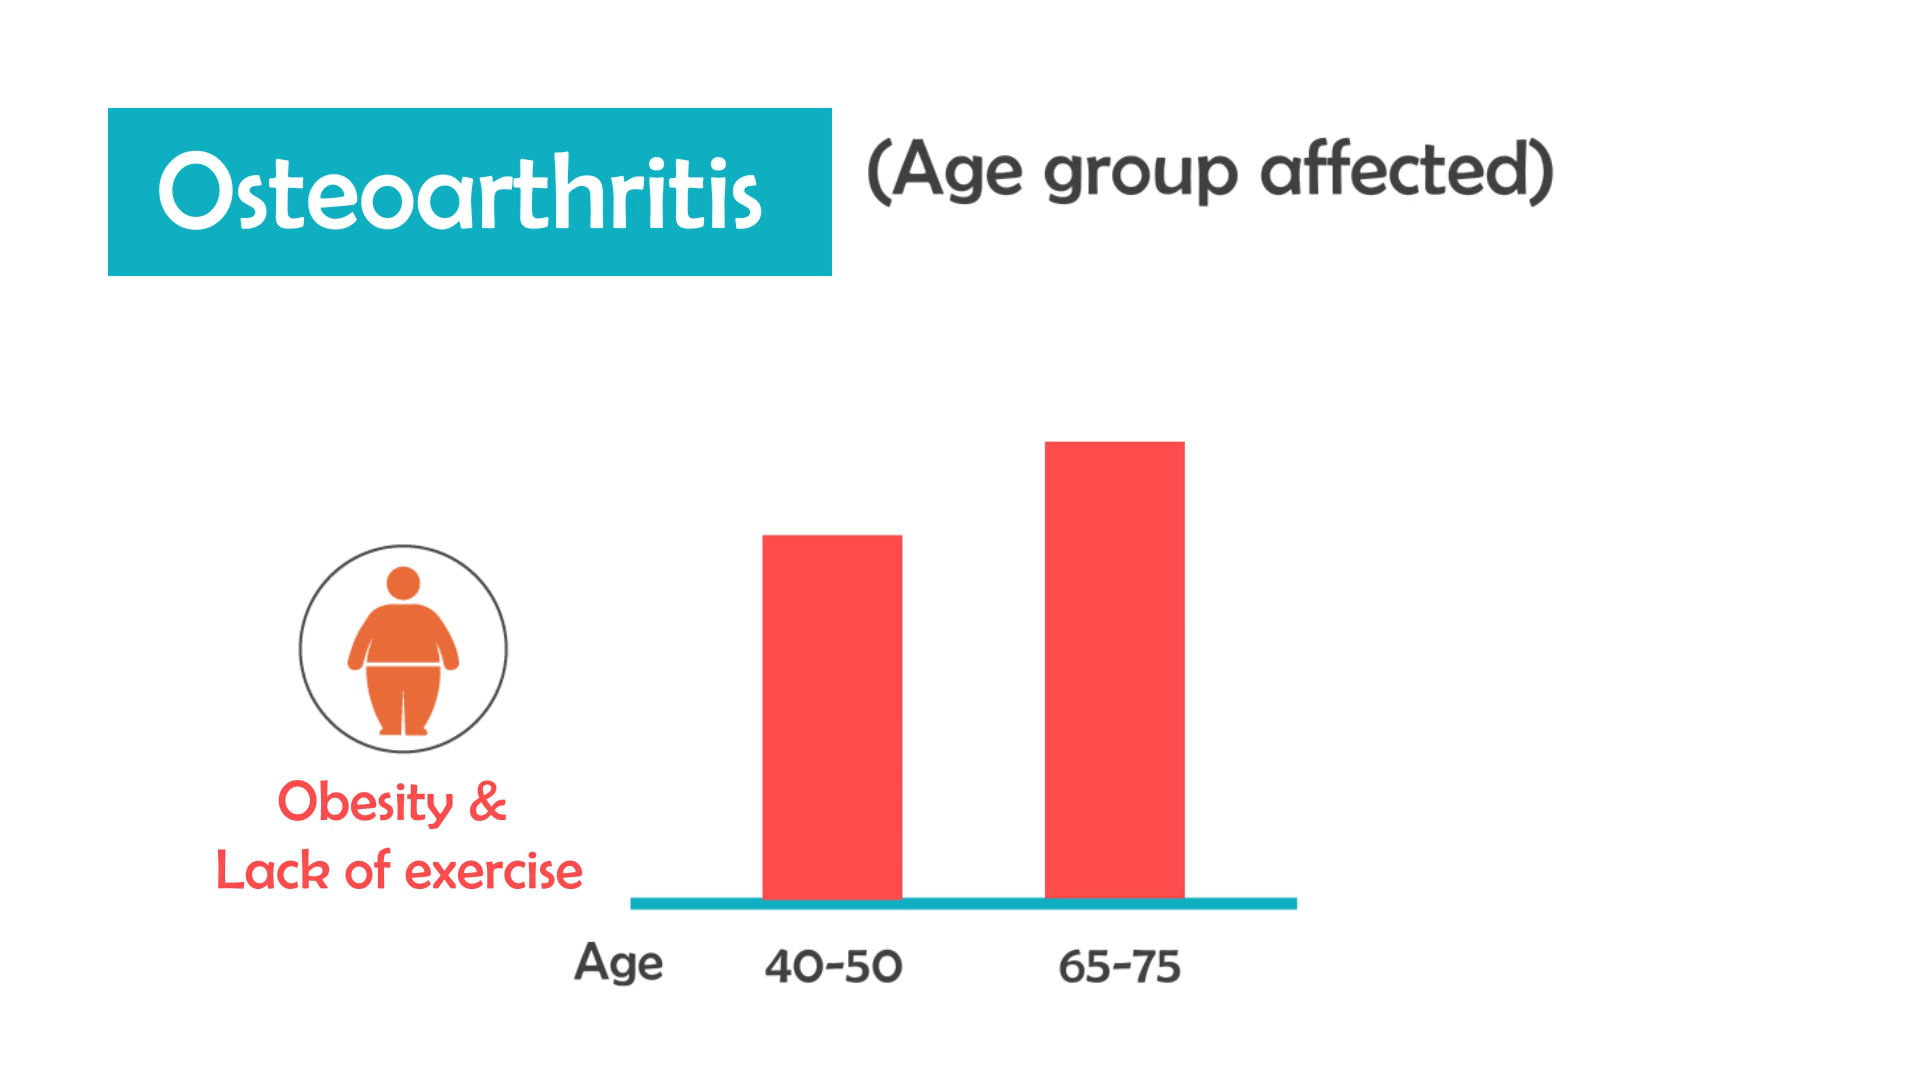 Osteoarthritis (Age group affected)
Obesity &
Lack of exercise
Age 40-50 65-75